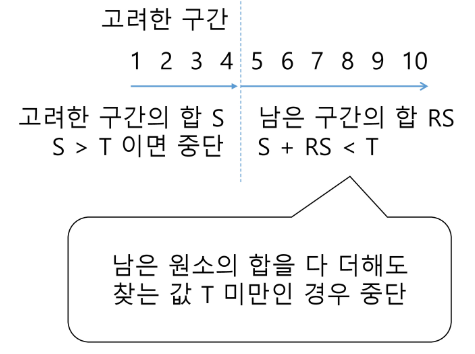 고려한 구간
1 2 3 4 5 6 7 8 9 10
고려한 구간의 합 S
S > T 이면 중단
남은 구간의 합 RS
S + RS < T
남은 원소의 합을 다 더해도
찾는 값 T 미만인 경우 중단